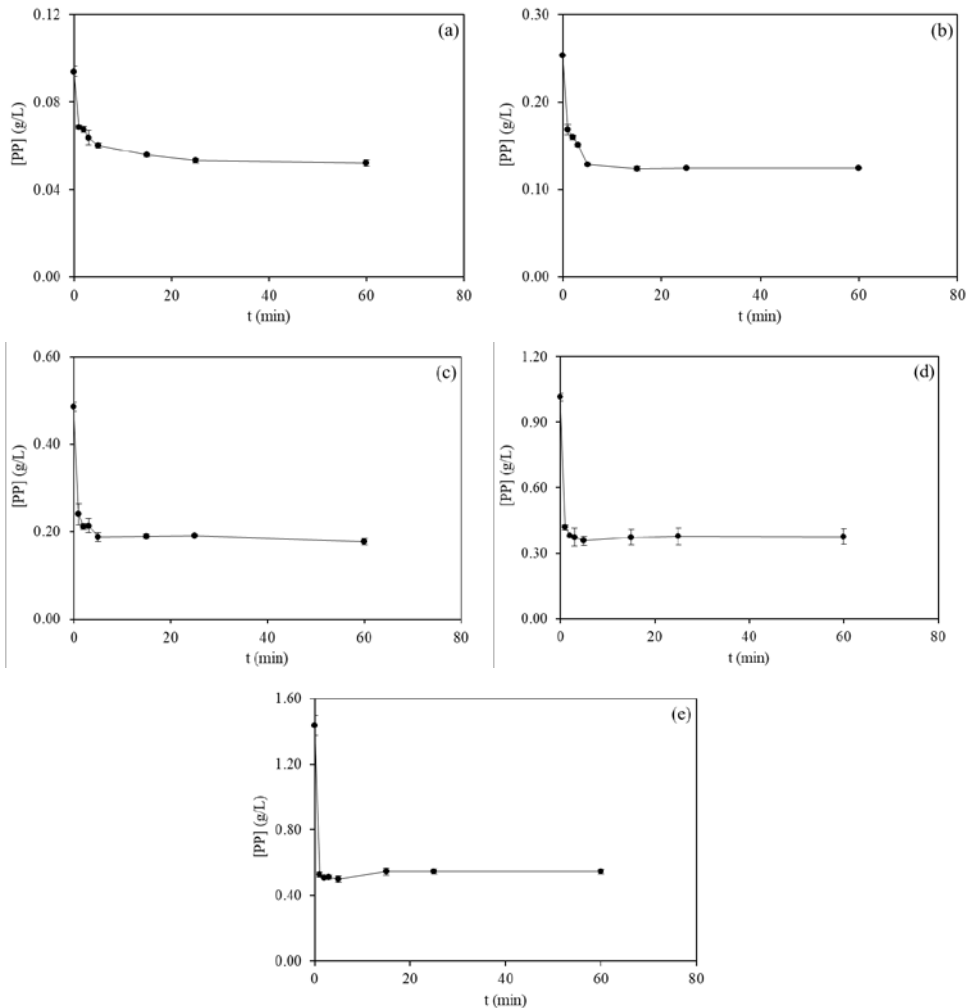 (a)
[PP] (g/L)
0.12
0.08
0.04
0.00
0 20 40 60 80
t (min)
(b)
[PP] (g/L)
0.30
0.20
0.10
0.00
0 20 40 60 80
t (min)
(c)
[PP] (g/L)
0.60
0.40
0.20
0.00
0 20 40 60 80
t (min)
(d)
[PP] (g/L)
1.20
0.90
0.60
0.30
0.00
0 20 40 60 80
t (min)
(e)
[PP] (g/L)
1.60
1.20
0.80
0.40
0.00
0 20 40 60 80
t (min)